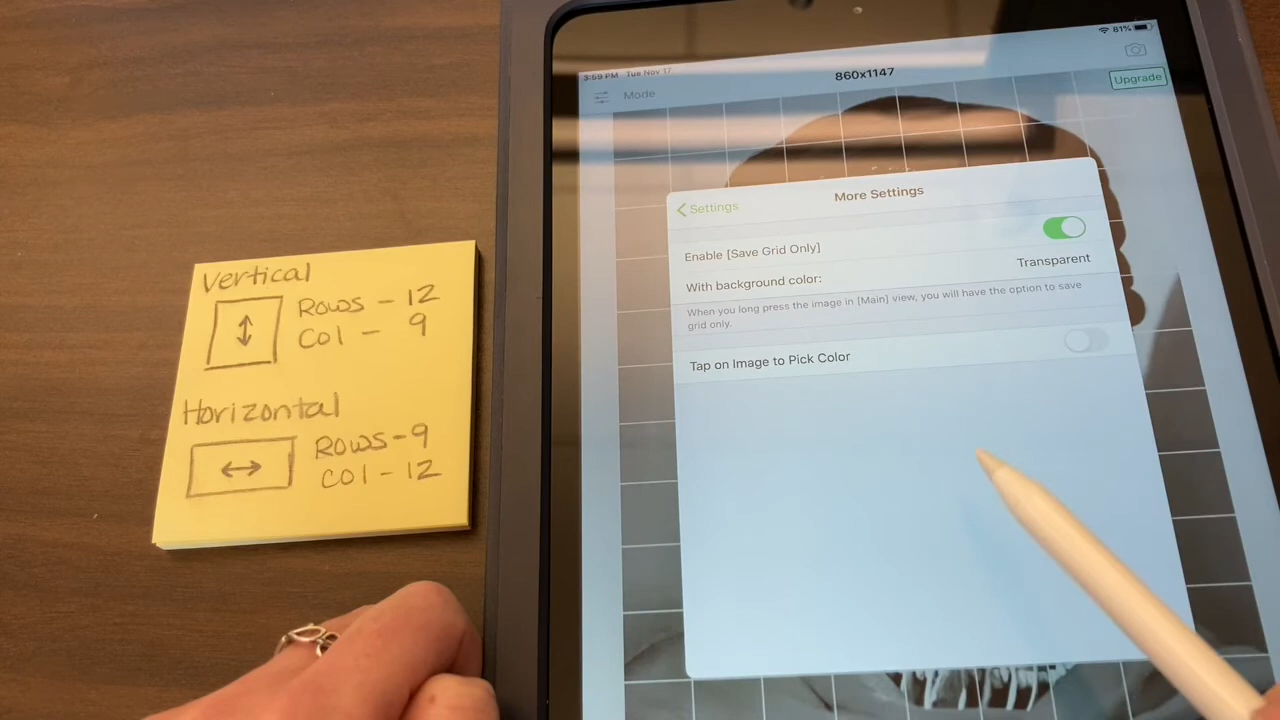 Vertical
Rows - 12
Col - 9
Horizontal
Rows - 9
Col - 12
3:59 PM Tue Nov 17
81%
Mode
860x1147
Upgrade
Settings
More Settings
Enable [Save Grid Only]
With background color:
Transparent
When you long press the image in [Main] view, you will have the option to save
grid only.
Tap on Image to Pick Color